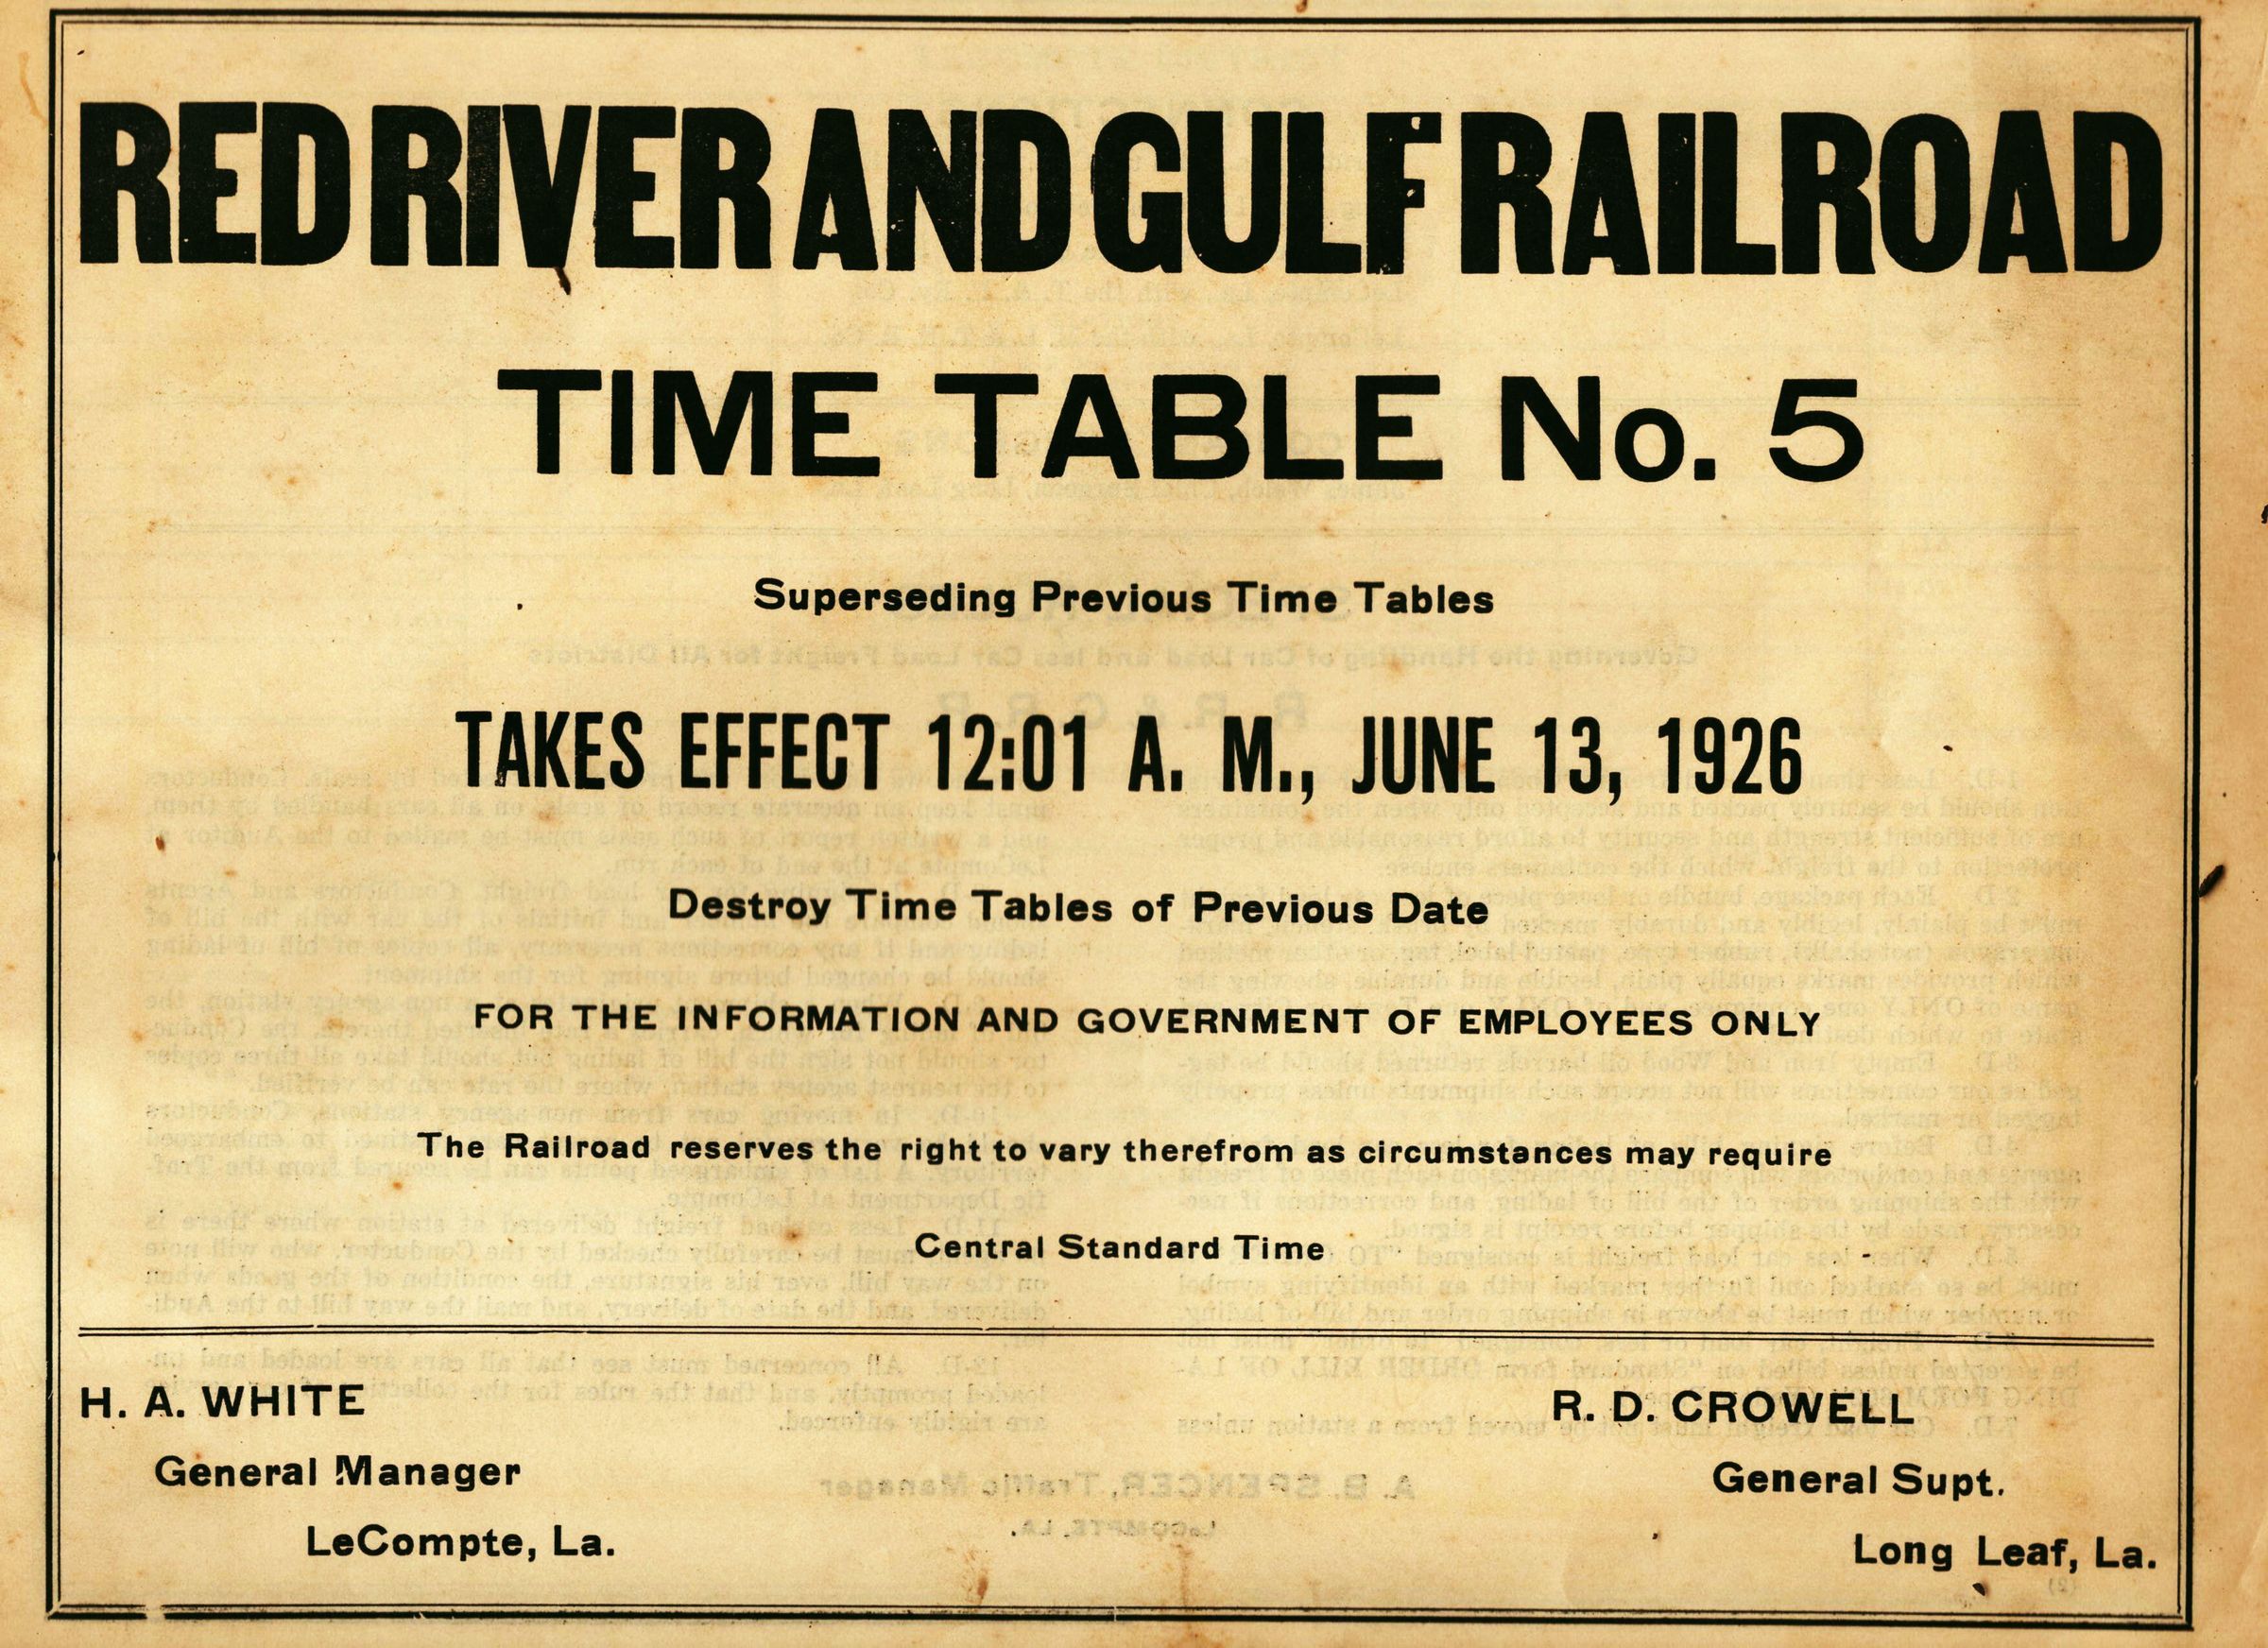 RED RIVER AND GULF RAILROAD
TIME TABLE No. 5
Superseding Previous Time Tables
TAKES EFFECT 12:01 A. M., JUNE 13, 1926
Destroy Time Tables of Previous Date
FOR THE INFORMATION AND GOVERNMENT OF EMPLOYEES ONLY
The Railroad reserves the right to vary therefrom as circumstances may require
Central Standard Time
H. A. WHITE
General Manager
LeCompte, La.
R. D. CROWELL
General Supt.
Long Leaf, La.